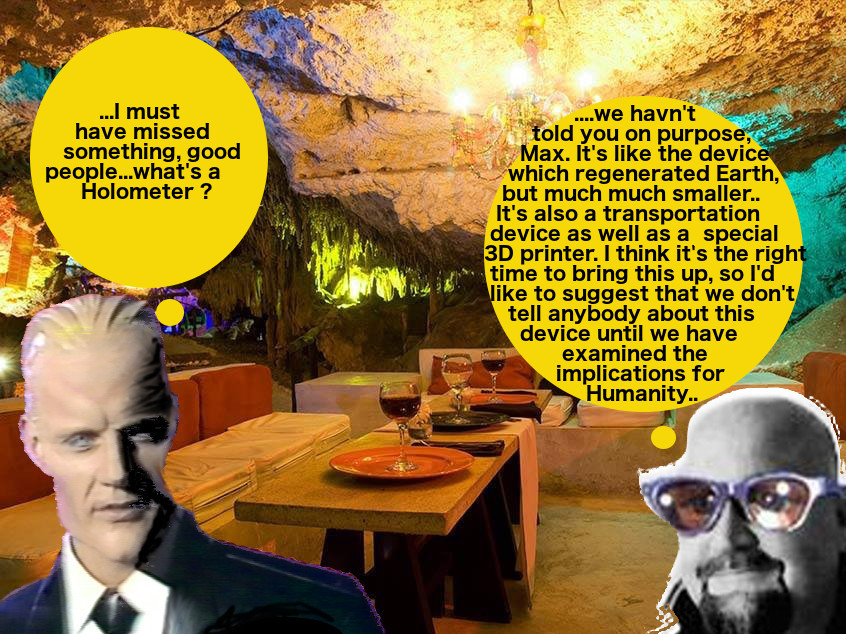 ...I must
have missed
something, good
people...what's a
Holometer ?
....we havn't
told you on purpose,
Max. It's like the device
which regenerated Earth,
but much much smaller..
It's also a transportation
device as well as a  special
3D printer. I think it's the right
time to bring this up, so I'd
like to suggest that we don't
tell anybody about this
device until we have
examined the
implications for
Humanity..